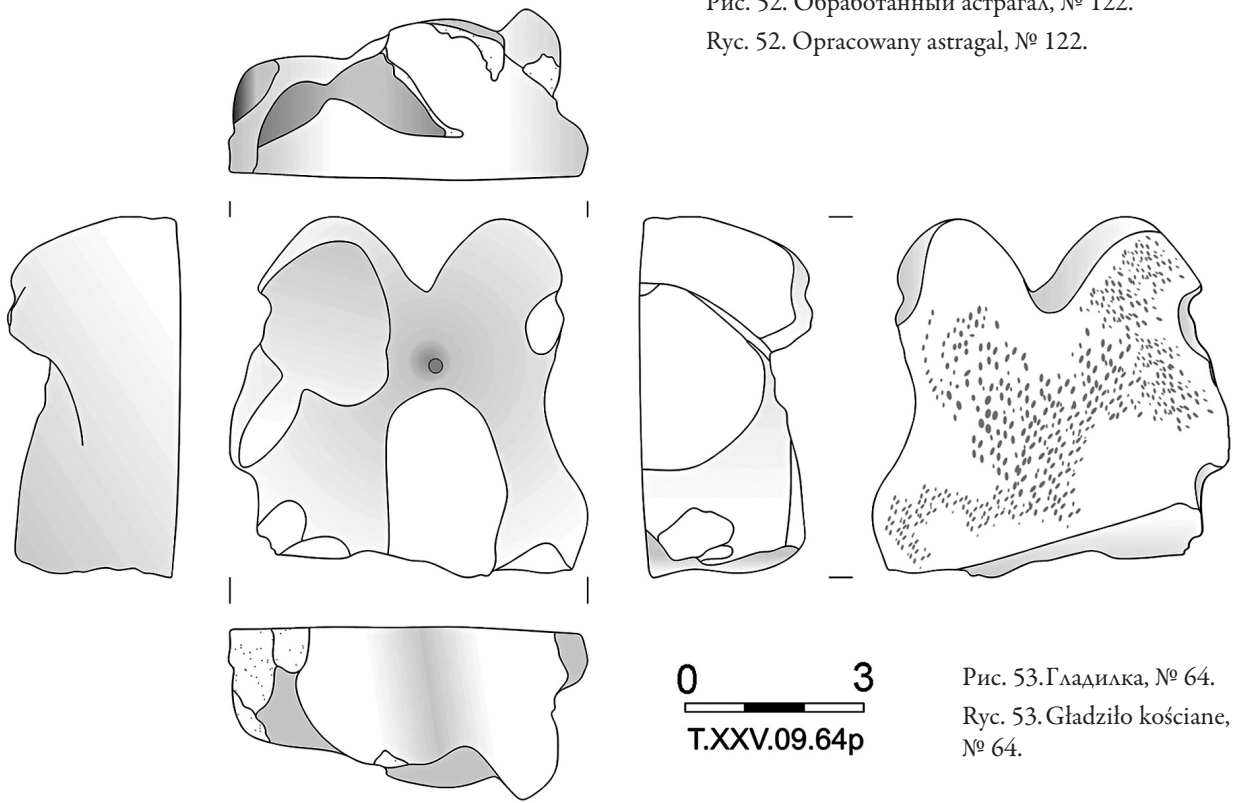 Рис. 52. Обработанный астрагал, № 122.
Ryc. 52. Opracowany astragal, № 122.
0 3
T.XXV.09.64p
Рис. 53. Гладилка, № 64.
Ryc. 53. Gładziło kościane,
№ 64.